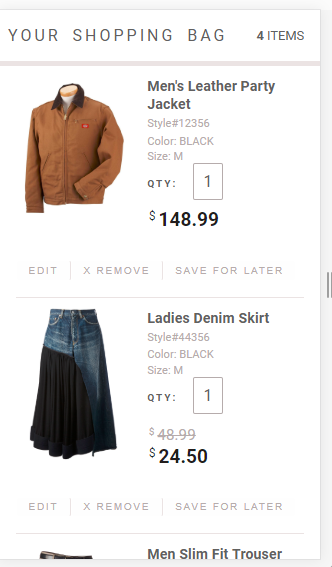 YOUR SHOPPING BAG
4 ITEMS
Men's Leather Party
Jacket
Style#12356
Color: BLACK
Size: M
QTY: 1
$148.99
EDIT X REMOVE SAVE FOR LATER
Ladies Denim Skirt
Style#44356
Color: BLACK
Size: M
QTY: 1
$48.99
$24.50
EDIT X REMOVE SAVE FOR LATER
Men Slim Fit Trouser